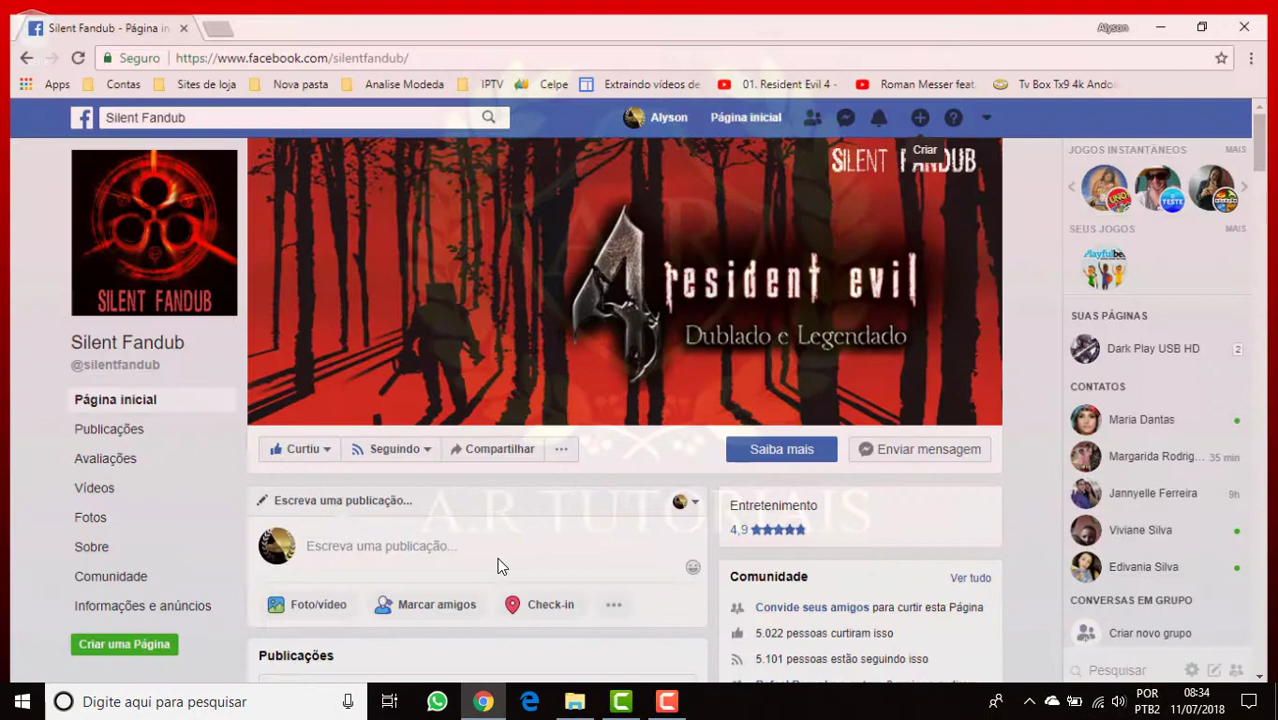 Silent Fandub - Página in
Alyson
Seguro
https://www.facebook.com/silentfandub/
Apps
Contas
Sites de loja
Nova pasta
Analise Modeda
IPTV
Celpe
Extraindo vídeos de
01. Resident Evil 4 -
Roman Messer feat.
Tv Box Tx9 4k Ando
Silent Fandub
Alyson
Página inicial
Criar
SILENT FANDUB
4 resident evil
Dublado e Legendado
SILENT FANDUB
Silent Fandub
@silentfandub
Página inicial
Publicações
Avaliações
Vídeos
Fotos
Sobre
Comunidade
Informações e anúncios
Criar uma Página
Curtiu
Seguindo
Compartilhar
Saiba mais
Enviar mensagem
Escreva uma publicação...
Escreva uma publicação...
Foto/vídeo
Marcar amigos
Check-in
Publicações
A.R TUTORIAIS
Entretenimento
4,9
Comunidade
Ver tudo
Convide seus amigos para curtir esta Página
5.022 pessoas curtiram isso
5.101 pessoas estão seguindo isso
JOGOS INSTANTÂNEOS
MAIS
UNO
TESTE
SEUS JOGOS
MAIS
Playfulbe
SUAS PÁGINAS
Dark Play USB HD
2
CONTATOS
Maria Dantas
Margarida Rodrig...
35 min
Jannyelle Ferreira
9h
Viviane Silva
Edivania Silva
CONVERSAS EM GRUPO
Criar novo grupo
Pesquisar
Digite aqui para pesquisar
POR
PTB2
08:34
11/07/2018